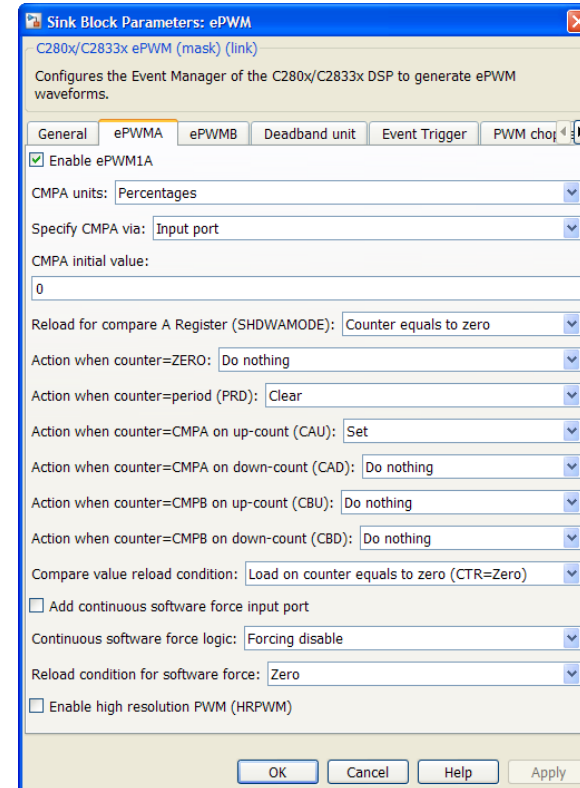 Sink Block Parameters: ePWM
C280x/C2833x ePWM (mask) (link)
Configures the Event Manager of the C280x/C2833x DSP to generate ePWM
waveforms.
General ePWMA ePWMB Deadband unit Event Trigger PWM chop
Enable ePWM1A
CMPA units: Percentages
Specify CMPA via: Input port
CMPA initial value:
0
Reload for compare A Register (SHDWAMODE): Counter equals to zero
Action when counter=ZERO: Do nothing
Action when counter=period (PRD): Clear
Action when counter=CMPA on up-count (CAU): Set
Action when counter=CMPA on down-count (CAD): Do nothing
Action when counter=CMPB on up-count (CBU): Do nothing
Action when counter=CMPB on down-count (CBD): Do nothing
Compare value reload condition: Load on counter equals to zero (CTR=Zero)
Add continuous software force input port
Continuous software force logic: Forcing disable
Reload condition for software force: Zero
Enable high resolution PWM (HRPWM)
OK Cancel Help Apply